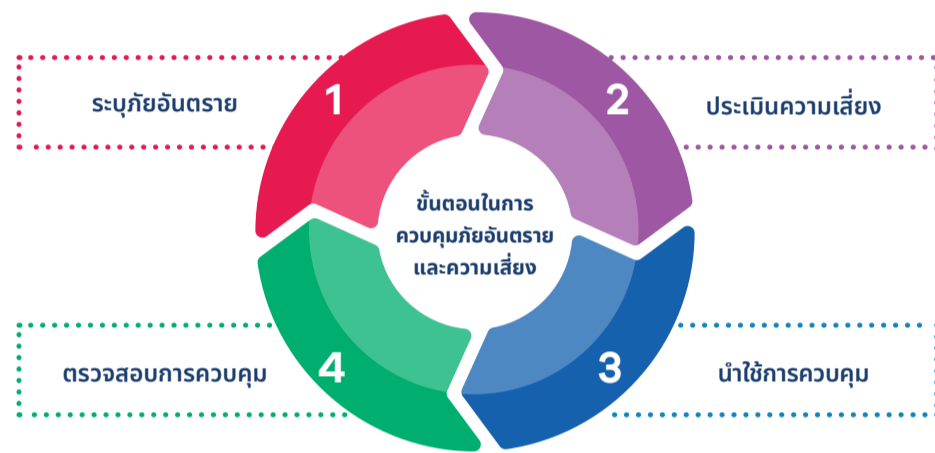 1
ระบุภัยอันตราย
2
ประเมินความเสี่ยง
ขั้นตอนในการ
ควบคุมภัยอันตราย
และความเสี่ยง
3
นำใช้การควบคุม
4
ตรวจสอบการควบคุม